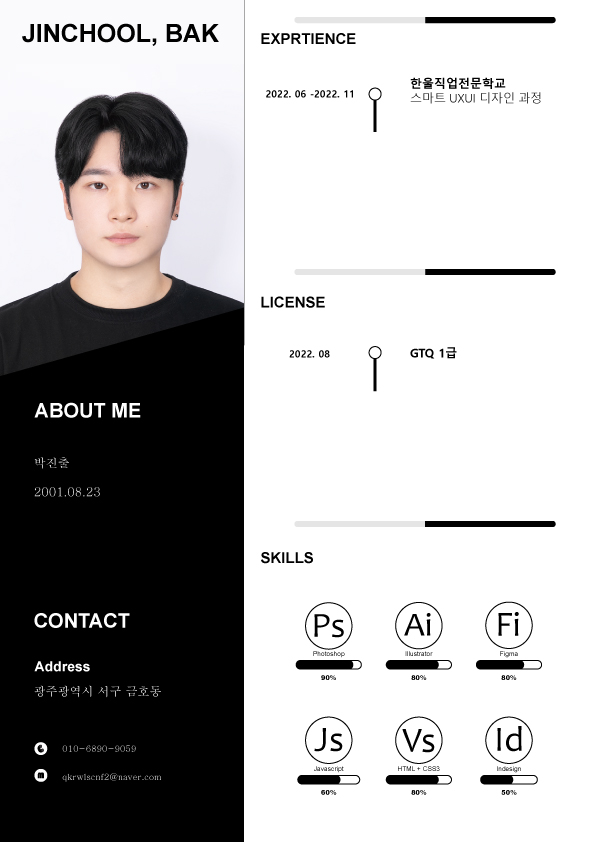 JINCHOOL, BAK
ABOUT ME
박진출
2001.08.23
CONTACT
Address
광주광역시 서구 금호동
010-6890-9059
qkrwlscnf2@naver.com
EXPRTIENCE
2022. 06 -2022. 11
한울직업전문학교
스마트 UXUI 디자인 과정
LICENSE
2022. 08
GTQ 1급
SKILLS
Ps
Ai
Fi
Photoshop
Illustrator
Figma
90%
80%
80%
Js
Vs
Id
Javascript
HTML + CSS3
Indesign
60%
80%
50%